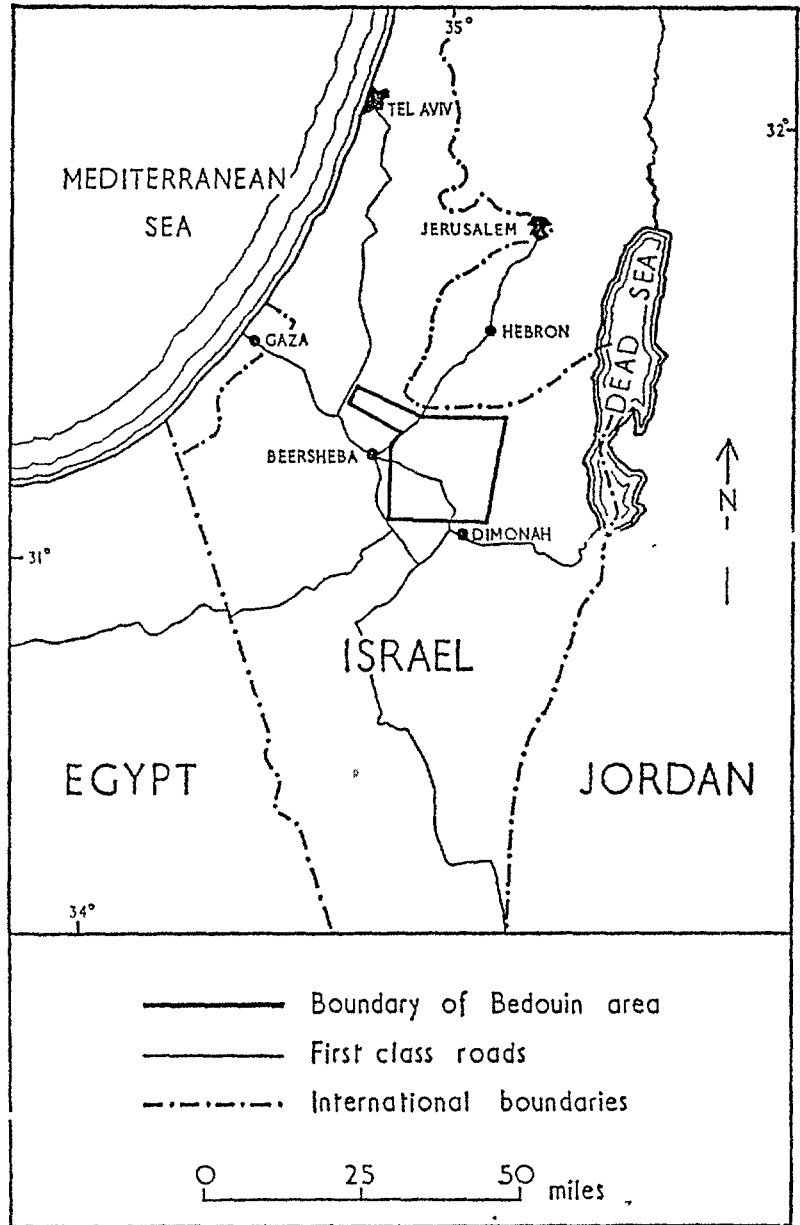 35°
TEL AVIV
32°
MEDITERRANEAN
SEA
JERUSALEM
DEAD SEA
GAZA
HEBRON
BEERSHEBA
N
DIMONAH
31°
ISRAEL
EGYPT
JORDAN
34°
Boundary of Bedouin area
First class roads
International boundaries
0 25 50 miles